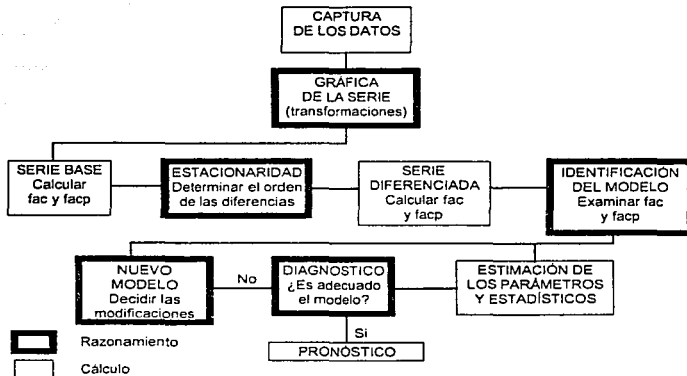 CAPTURA
DE LOS DATOS
GRÁFICA
DE LA SERIE
(transformaciones)
SERIE BASE
Calcular
fac y facp
ESTACIONARIDAD
Determinar el orden
de las diferencias
SERIE
DIFERENCIADA
Calcular fac
y facp
IDENTIFICACIÓN
DEL MODELO
Examinar fac
y facp
NUEVO
MODELO
Decidir las
modificaciones
No
DIAGNOSTICO
¿Es adecuado
el modelo?
ESTIMACIÓN DE
LOS PARÁMETROS
Y ESTADÍSTICOS
Si
PRONÓSTICO
Razonamiento
Cálculo